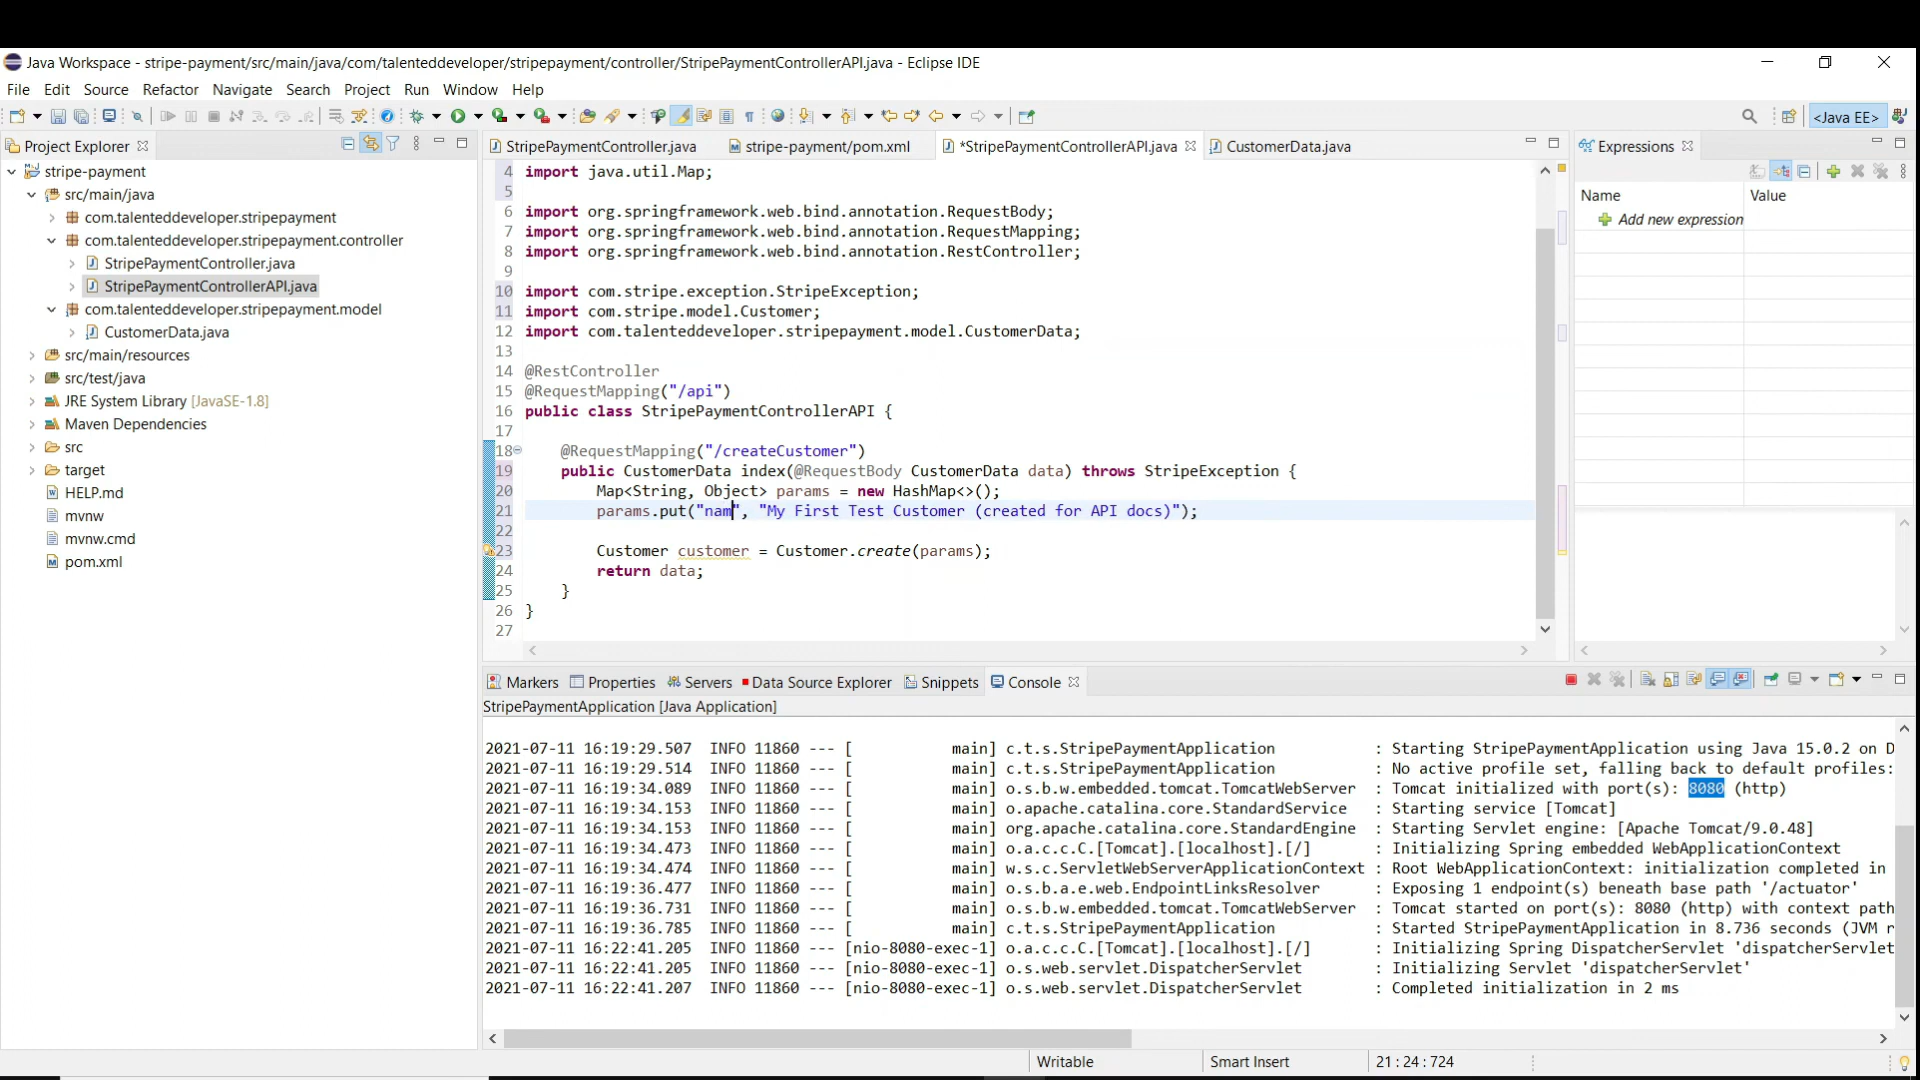 Java Workspace - stripe-payment/src/main/java/com/talenteddeveloper/stripepayment/controller/StripePaymentControllerAPI.java - Eclipse IDE
File Edit Source Refactor Navigate Search Project Run Window Help
<Java EE>
Project Explorer
stripe-payment
src/main/java
com.talenteddeveloper.stripepayment
com.talenteddeveloper.stripepayment.controller
StripePaymentController.java
StripePaymentControllerAPI.java
com.talenteddeveloper.stripepayment.model
CustomerData.java
src/main/resources
src/test/java
JRE System Library [JavaSE-1.8]
Maven Dependencies
src
target
HELP.md
mvnw
mvnw.cmd
pom.xml
StripePaymentController.java stripe-payment/pom.xml *StripePaymentControllerAPI.java CustomerData.java
4 import java.util.Map;
5
6 import org.springframework.web.bind.annotation.RequestBody;
7 import org.springframework.web.bind.annotation.RequestMapping;
8 import org.springframework.web.bind.annotation.RestController;
9
10 import com.stripe.exception.StripeException;
11 import com.stripe.model.Customer;
12 import com.talenteddeveloper.stripepayment.model.CustomerData;
13
14 @RestController
15 @RequestMapping("/api")
16 public class StripePaymentControllerAPI {
17
18 @RequestMapping("/createCustomer")
19 public CustomerData index(@RequestBody CustomerData data) throws StripeException {
20 Map<String, Object> params = new HashMap<>();
21 params.put("nam", "My First Test Customer (created for API docs)");
22
23 Customer customer = Customer.create(params);
24 return data;
25 }
26 }
27
Expressions
Name Value
Add new expression
Markers Properties Servers Data Source Explorer Snippets Console
StripePaymentApplication [Java Application]
2021-07-11 16:19:29.507 INFO 11860 --- [ main] c.t.s.StripePaymentApplication : Starting StripePaymentApplication using Java 15.0.2 on D
2021-07-11 16:19:29.514 INFO 11860 --- [ main] c.t.s.StripePaymentApplication : No active profile set, falling back to default profiles:
2021-07-11 16:19:34.089 INFO 11860 --- [ main] o.s.b.w.embedded.tomcat.TomcatWebServer : Tomcat initialized with port(s): 8080 (http)
2021-07-11 16:19:34.153 INFO 11860 --- [ main] o.apache.catalina.core.StandardService : Starting service [Tomcat]
2021-07-11 16:19:34.153 INFO 11860 --- [ main] org.apache.catalina.core.StandardEngine : Starting Servlet engine: [Apache Tomcat/9.0.48]
2021-07-11 16:19:34.473 INFO 11860 --- [ main] o.a.c.c.C.[Tomcat].[localhost].[/] : Initializing Spring embedded WebApplicationContext
2021-07-11 16:19:34.474 INFO 11860 --- [ main] w.s.c.ServletWebServerApplicationContext : Root WebApplicationContext: initialization completed in
2021-07-11 16:19:36.477 INFO 11860 --- [ main] o.s.b.a.e.web.EndpointLinksResolver : Exposing 1 endpoint(s) beneath base path '/actuator'
2021-07-11 16:19:36.731 INFO 11860 --- [ main] o.s.b.w.embedded.tomcat.TomcatWebServer : Tomcat started on port(s): 8080 (http) with context path
2021-07-11 16:19:36.785 INFO 11860 --- [ main] c.t.s.StripePaymentApplication : Started StripePaymentApplication in 8.736 seconds (JVM r
2021-07-11 16:22:41.205 INFO 11860 --- [nio-8080-exec-1] o.a.c.c.C.[Tomcat].[localhost].[/] : Initializing Spring DispatcherServlet 'dispatcherServlet
2021-07-11 16:22:41.205 INFO 11860 --- [nio-8080-exec-1] o.s.web.servlet.DispatcherServlet : Initializing Servlet 'dispatcherServlet'
2021-07-11 16:22:41.207 INFO 11860 --- [nio-8080-exec-1] o.s.web.servlet.DispatcherServlet : Completed initialization in 2 ms
Writable Smart Insert 21 : 24 : 724